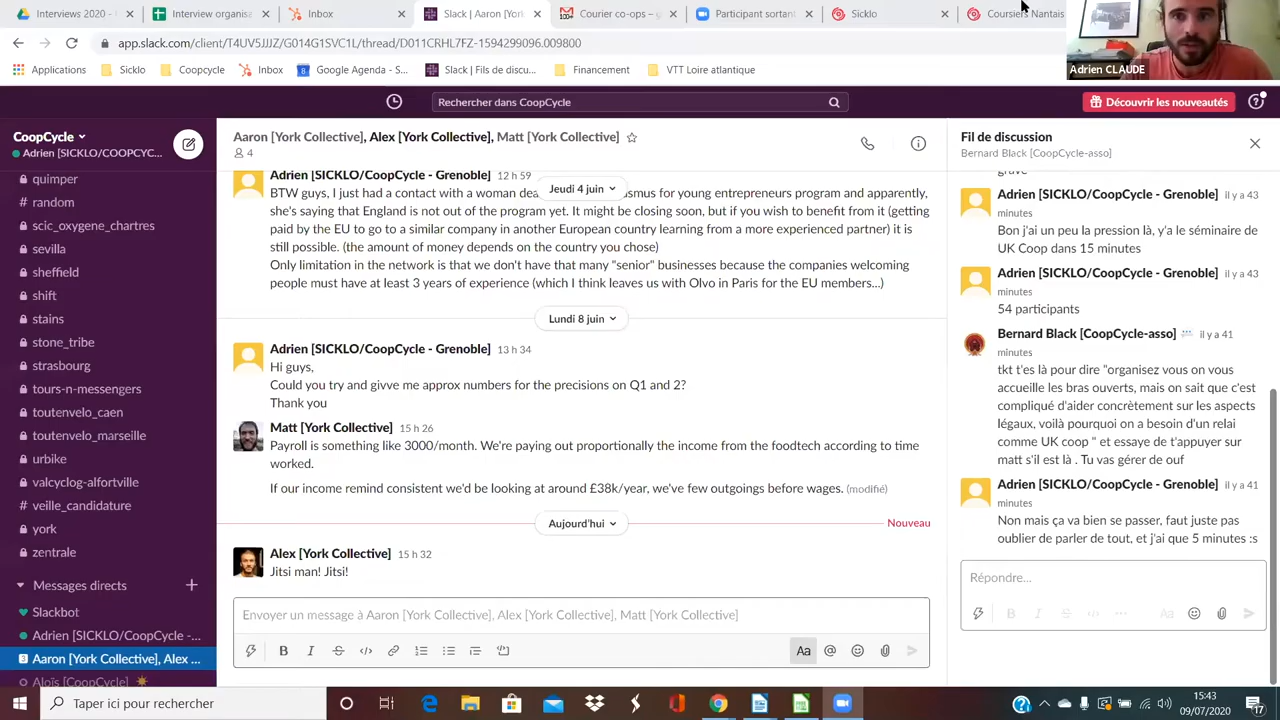 Interview 2020 -
Interview organise
Inbox
Slack | Aaron [York
Courier co-ops –
Participant sortant
Sicklo
Coursiers Nantais
app.slack.com/client/T4UV5JJJZ/G014G1SVC1L/thread/
-1594299096.009800
Applications
Sicklo
Coopcycle
Inbox
Google Agenda - S...
Slack | Fils de discu...
Financement
VTI Loire atlantique
Adrien CLAUDE
Rechercher dans CoopCycle
Découvrir les nouveautés
CoopCycle
Adrien [SICKLO/COOPCYC...
quimper
# random
scic_oxygene_chartres
sevilla
sheffield
shift
stains
stone_tribe
strasbourg
tours-n-messengers
toutenvelo_caen
toutenvelo_marseille
urbike
valcyclog-alfortville
veille_candidature
york
zentrale
Messages directs
Slackbot
Adrien [SICKLO/CoopCycle -...
3 Aaron [York Collective], Alex ...
Aloïs [CoopCycle]
Aaron [York Collective], Alex [York Collective], Matt [York Collective]
4
Adrien [SICKLO/CoopCycle - Grenoble] 12 h 59
Jeudi 4 juin
BTW guys, I just had a contact with a woman dea
asmus for young entrepreneurs program and apparently,
she's saying that England is not out of the program yet. It might be closing soon, but if you wish to benefit from it (getting
paid by the EU to go to a similar company in another European country learning from a more experienced partner) it is
still possible. (the amount of money depends on the country you chose)
Only limitation in the network is that we don't have that many "senior" businesses because the companies welcoming
people must have at least 3 years of experience (which I think leaves us with Olvo in Paris for the EU members...)
Lundi 8 juin
Adrien [SICKLO/CoopCycle - Grenoble] 13 h 34
Hi guys,
Could you try and givve me approx numbers for the precisions on Q1 and 2?
Thank you
Matt [York Collective] 15 h 26
Payroll is something like 3000/month. We're paying out proportionally the income from the foodtech according to time
worked.
If our income remind consistent we'd be looking at around £38k/year, we've few outgoings before wages. (modifié)
Aujourd'hui
Nouveau
Alex [York Collective] 15 h 32
Jitsi man! Jitsi!
Envoyer un message à Aaron [York Collective], Alex [York Collective], Matt [York Collective]
B I S Aa @
Fil de discussion
Bernard Black [CoopCycle-asso]
grave
Adrien [SICKLO/CoopCycle - Grenoble] il y a 43
minutes
Bon j'ai un peu la pression là, y'a le séminaire de
UK Coop dans 15 minutes
Adrien [SICKLO/CoopCycle - Grenoble] il y a 43
minutes
54 participants
Bernard Black [CoopCycle-asso] il y a 41
minutes
tkt t'es là pour dire "organisez vous on vous
accueille les bras ouverts, mais on sait que c'est
compliqué d'aider concrètement sur les aspects
légaux, voilà pourquoi on a besoin d'un relai
comme UK coop " et essaye de t'appuyer sur
matt s'il est là . Tu vas gérer de ouf
Adrien [SICKLO/CoopCycle - Grenoble] il y a 41
minutes
Non mais ça va bien se passer, faut juste pas
oublier de parler de tout, et j'ai que 5 minutes :s
Répondre...
B I S Aa
Taper ici pour rechercher
15:43
09/07/2020
17